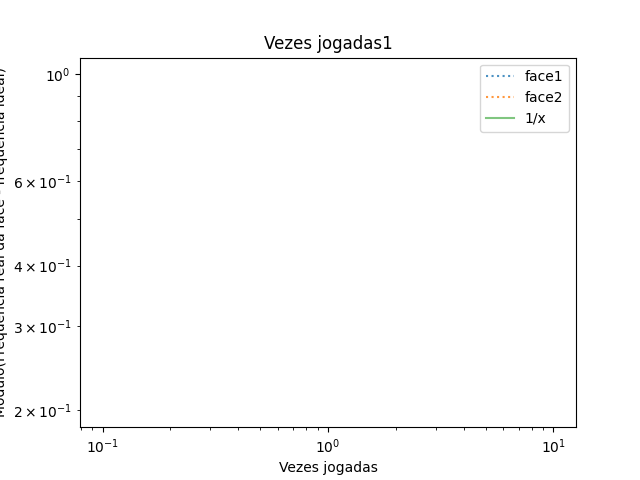 Vezes jogadas1
10⁰
6 × 10⁻¹
4 × 10⁻¹
3 × 10⁻¹
2 × 10⁻¹
face1
face2
1/x
10⁻¹
10⁰
10¹
Vezes jogadas